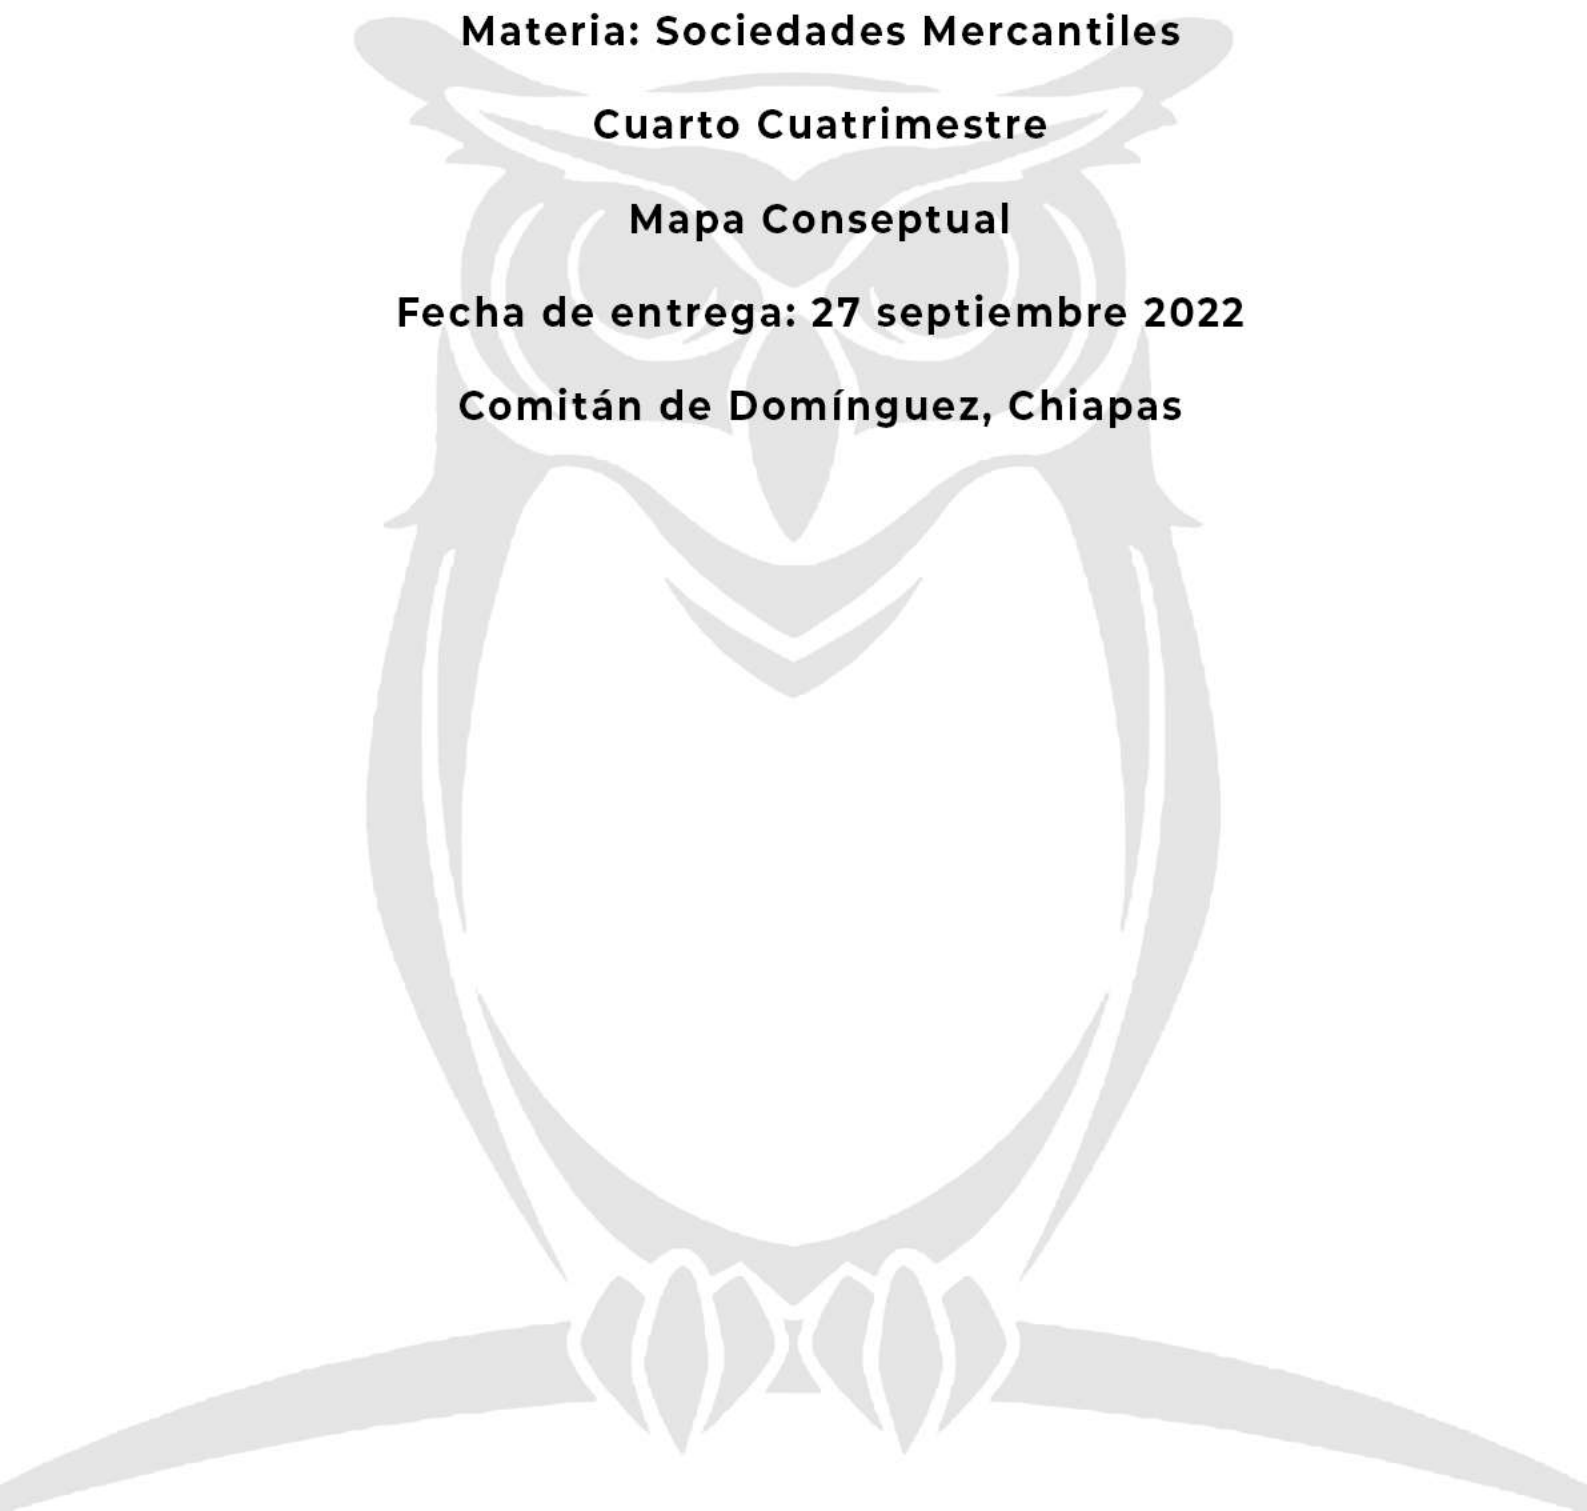 Materia: Sociedades Mercantiles
Cuarto Cuatrimestre
Mapa Conseptual
Fecha de entrega: 27 septiembre 2022
Comitán de Domínguez, Chiapas